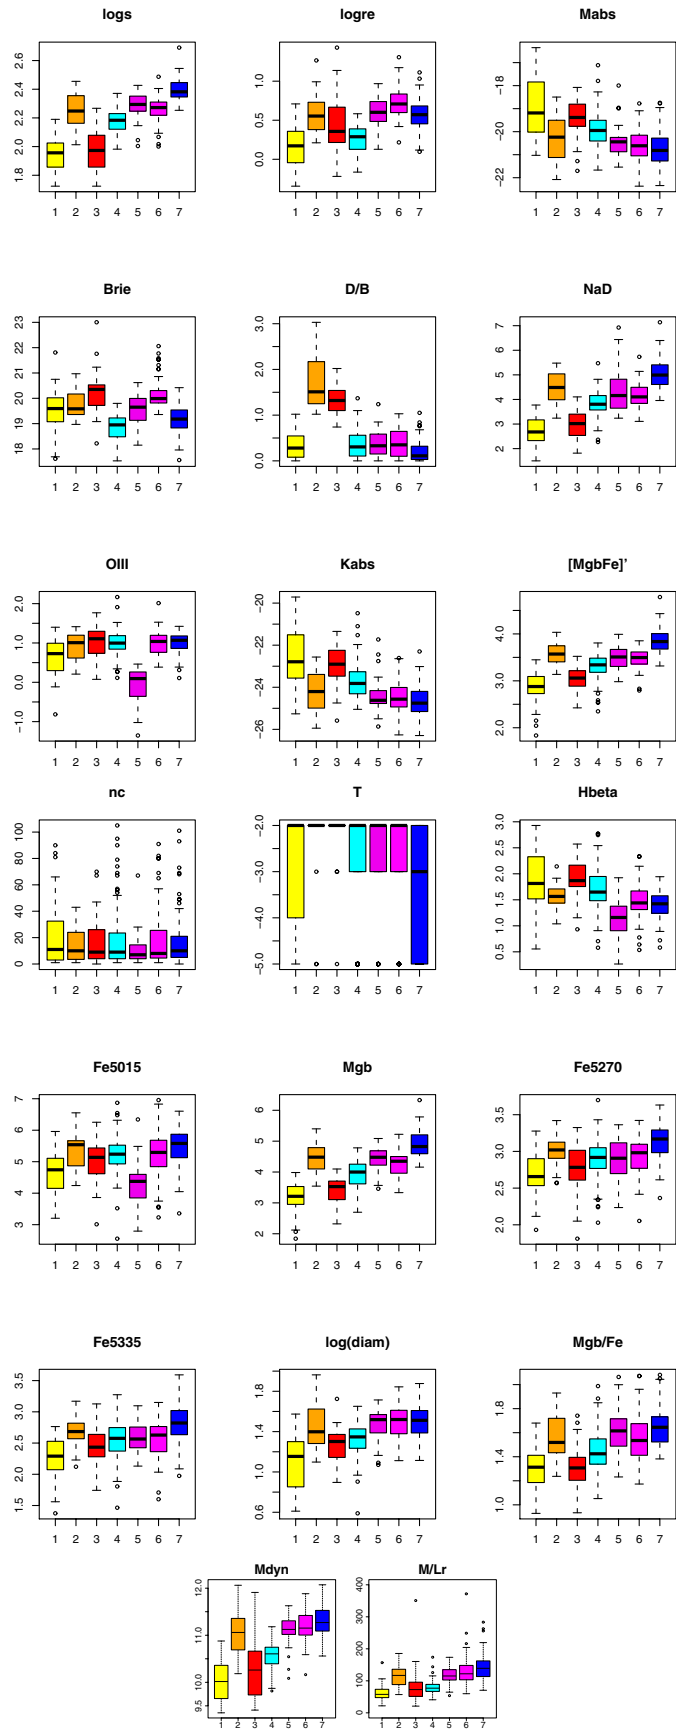 logs
2.6
2.4
2.2
2.0
1.8
1 2 3 4 5 6 7
logre
1.0
0.5
0.0
1 2 3 4 5 6 7
Mabs
−18
−20
−22
1 2 3 4 5 6 7
Brie
23
22
21
20
19
18
1 2 3 4 5 6 7
D/B
3.0
2.0
1.0
0.0
1 2 3 4 5 6 7
NaD
7
6
5
4
3
2
1 2 3 4 5 6 7
OIII
2.0
1.0
0.0
−1.0
1 2 3 4 5 6 7
Kabs
−20
−22
−24
−26
1 2 3 4 5 6 7
[MgbFe]'
4.0
3.0
2.0
1 2 3 4 5 6 7
nc
100
80
60
40
20
0
1 2 3 4 5 6 7
T
−2.0
−3.0
−4.0
−5.0
1 2 3 4 5 6 7
Hbeta
3.0
2.5
2.0
1.5
1.0
0.5
1 2 3 4 5 6 7
Fe5015
7
6
5
4
3
1 2 3 4 5 6 7
Mgb
6
5
4
3
2
1 2 3 4 5 6 7
Fe5270
3.5
3.0
2.5
2.0
1 2 3 4 5 6 7
Fe5335
3.5
3.0
2.5
2.0
1.5
1 2 3 4 5 6 7
log(diam)
1.8
1.4
1.0
0.6
1 2 3 4 5 6 7
Mgb/Fe
1.8
1.4
1.0
1 2 3 4 5 6 7
Mdyn
12.0
11.0
10.0
9.5
1 2 3 4 5 6 7
M/Lr
400
300
200
100
0
1 2 3 4 5 6 7